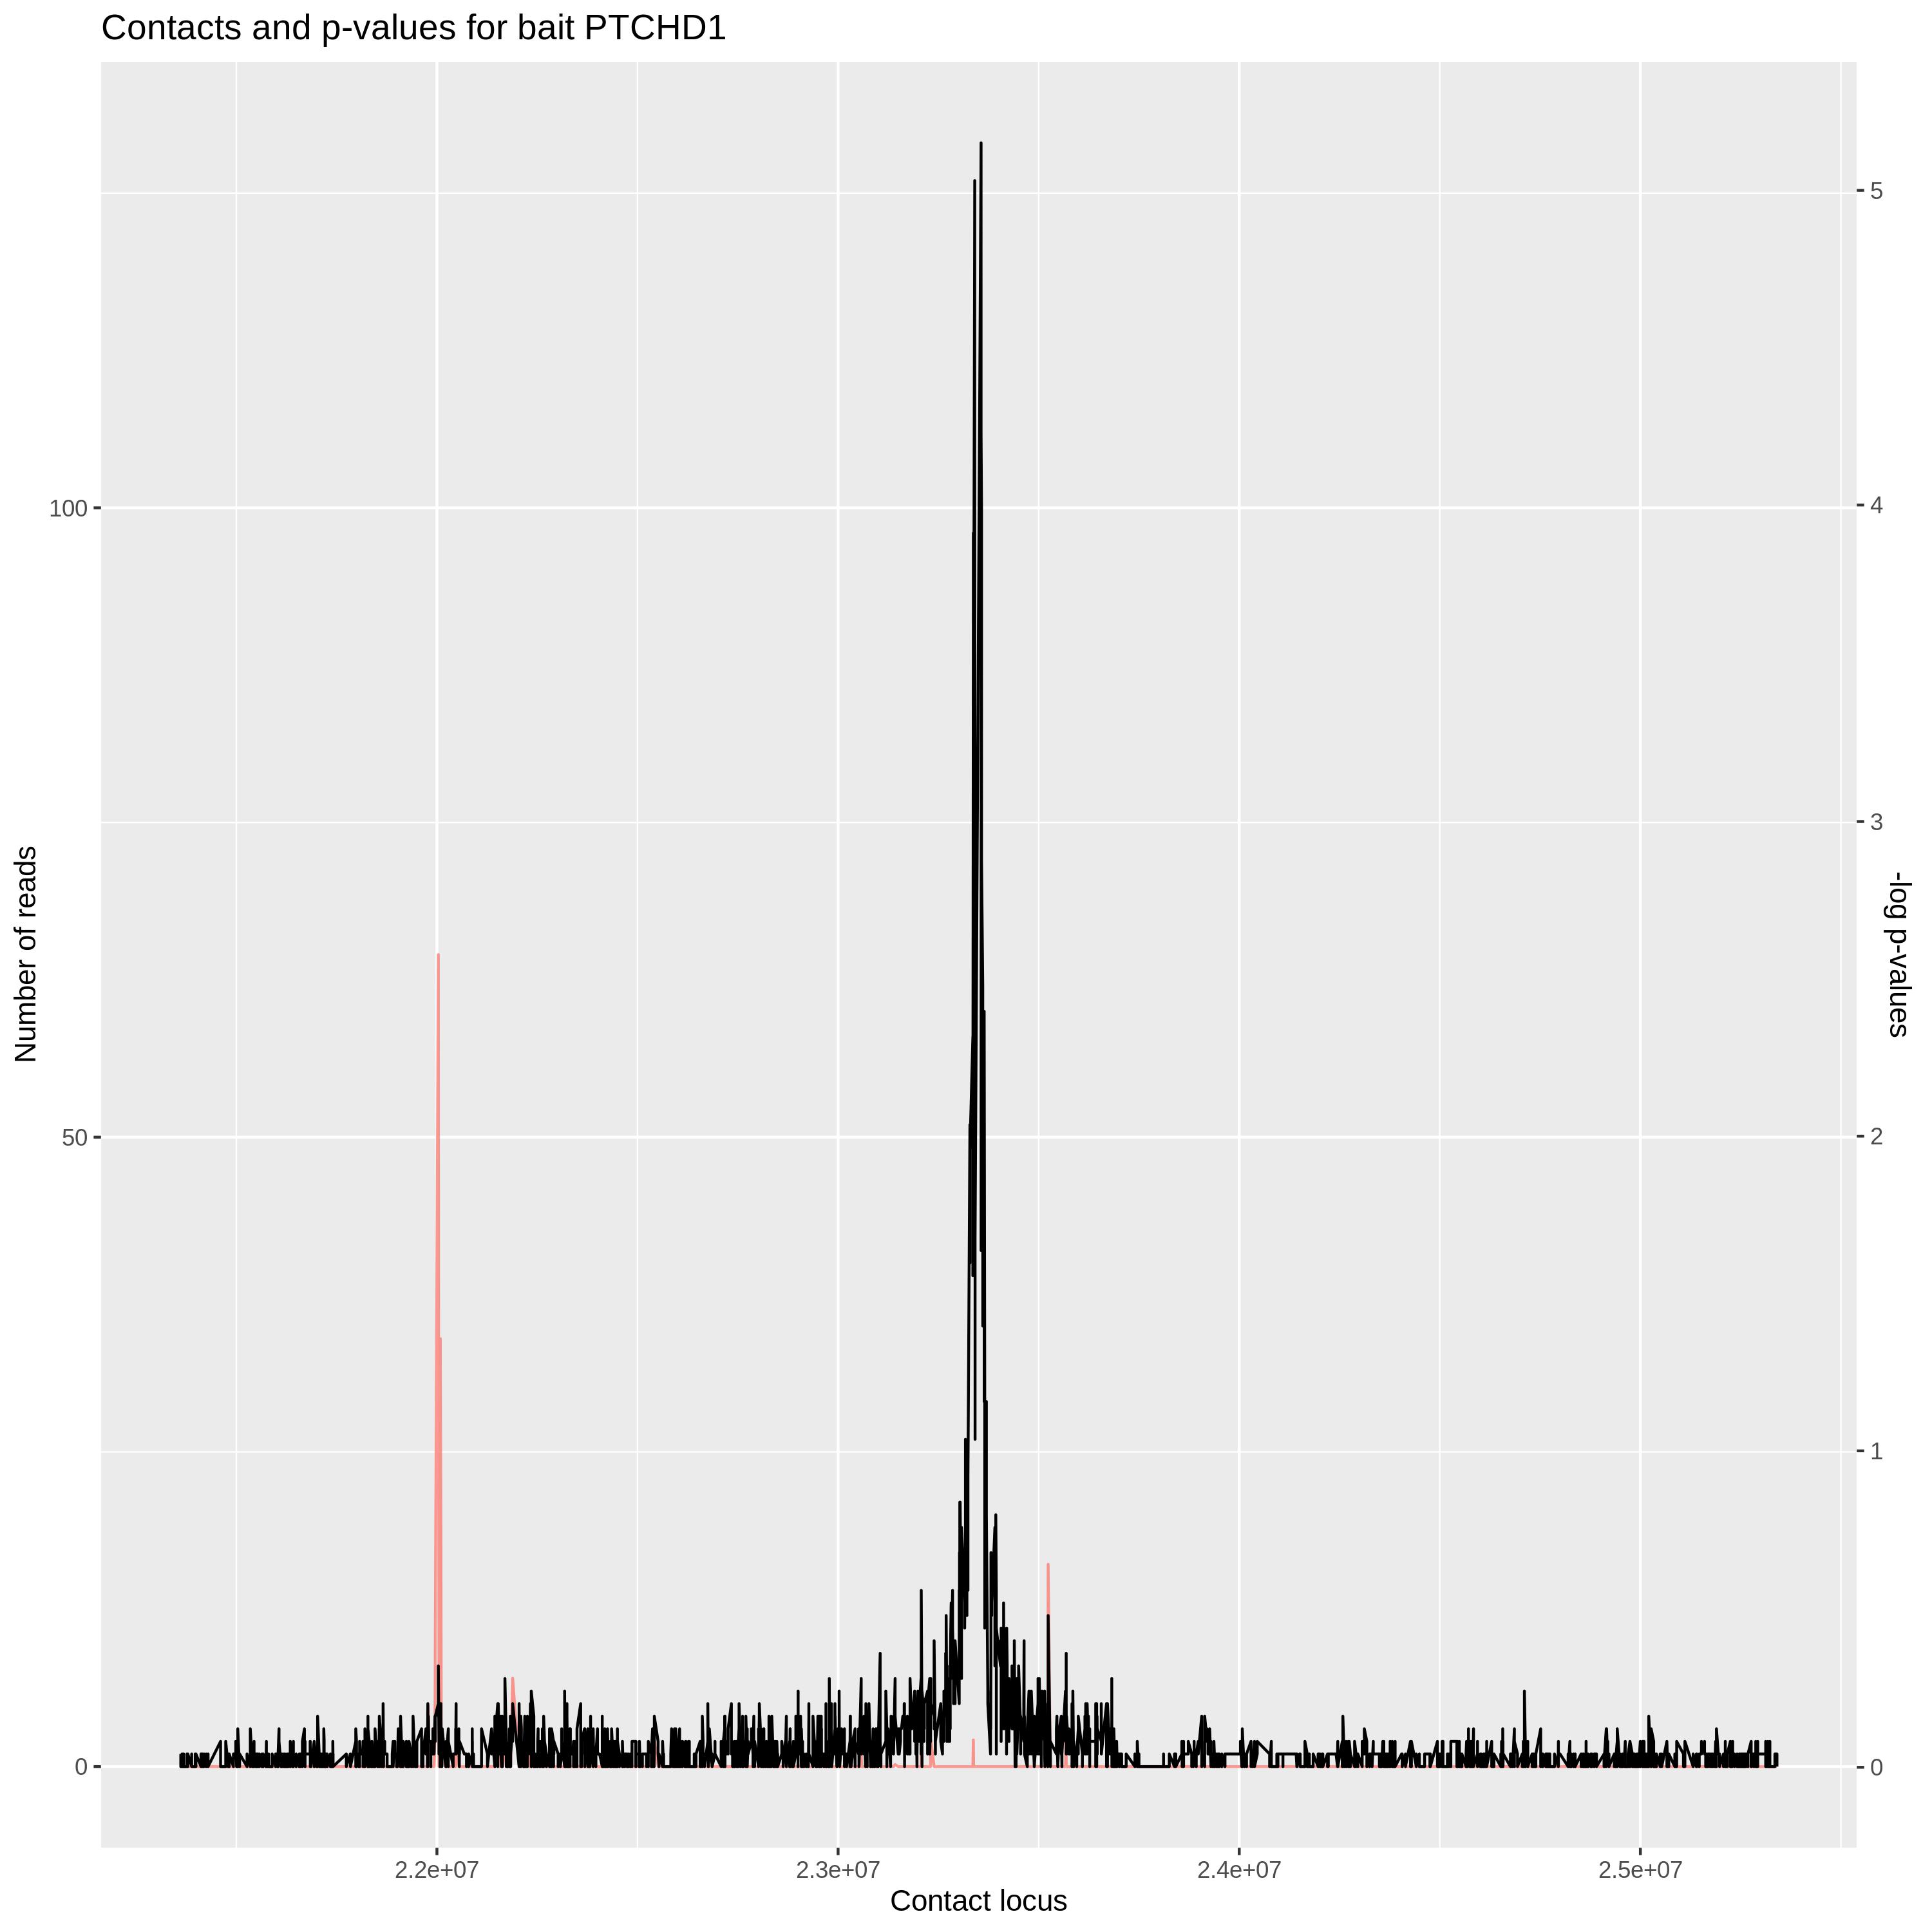 Contacts and p-values for bait PTCHD1
Number of reads
100
50
0
5
4
3
2
1
0
-log p-values
2.2e+07
2.3e+07
2.4e+07
2.5e+07
Contact locus